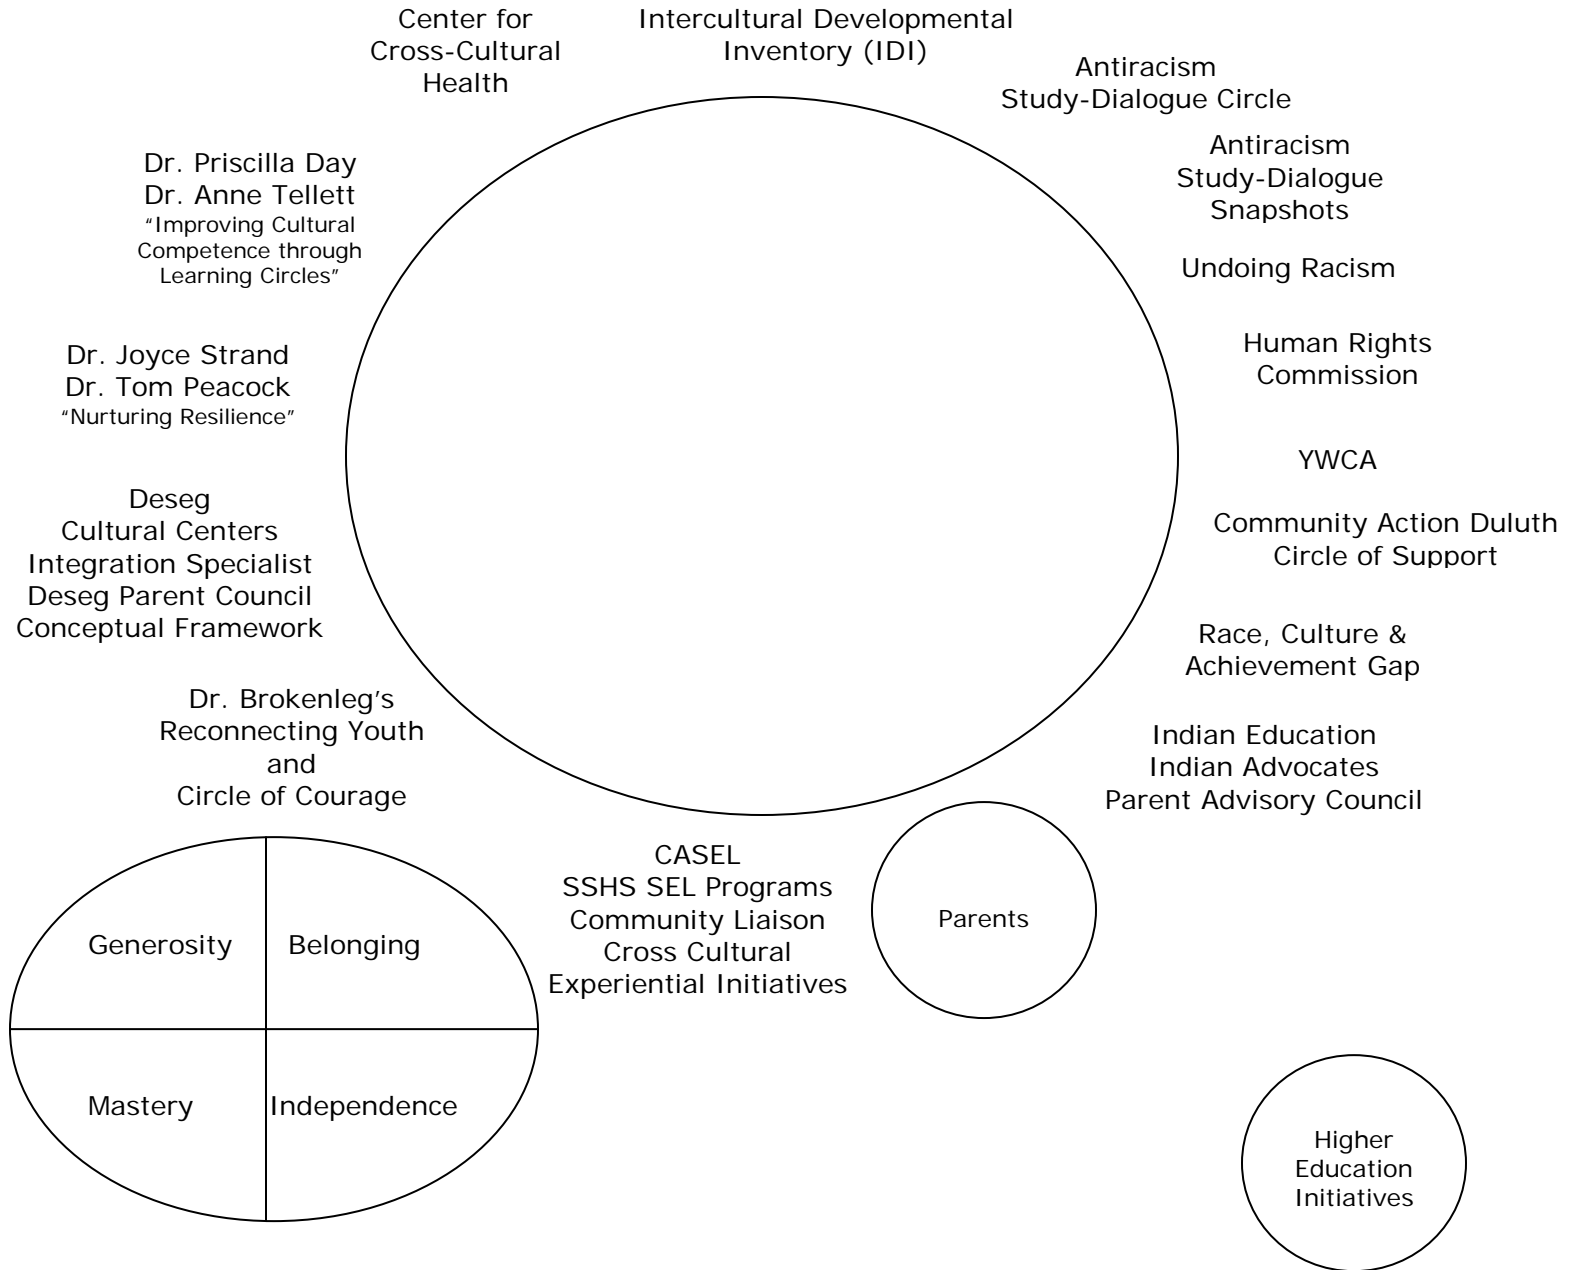 Center for
Cross-Cultural
Health
Intercultural Developmental
Inventory (IDI)
Antiracism
Study-Dialogue Circle
Antiracism
Study-Dialogue
Snapshots
Undoing Racism
Human Rights
Commission
YWCA
Community Action Duluth
Circle of Support
Race, Culture &
Achievement Gap
Indian Education
Indian Advocates
Parent Advisory Council
Dr. Priscilla Day
Dr. Anne Tellett
“Improving Cultural
Competence through
Learning Circles”
Dr. Joyce Strand
Dr. Tom Peacock
“Nurturing Resilience”
Deseg
Cultural Centers
Integration Specialist
Deseg Parent Council
Conceptual Framework
Dr. Brokenleg’s
Reconnecting Youth
and
Circle of Courage
Generosity
Belonging
Mastery
Independence
CASEL
SSHS SEL Programs
Community Liaison
Cross Cultural
Experiential Initiatives
Parents
Higher
Education
Initiatives